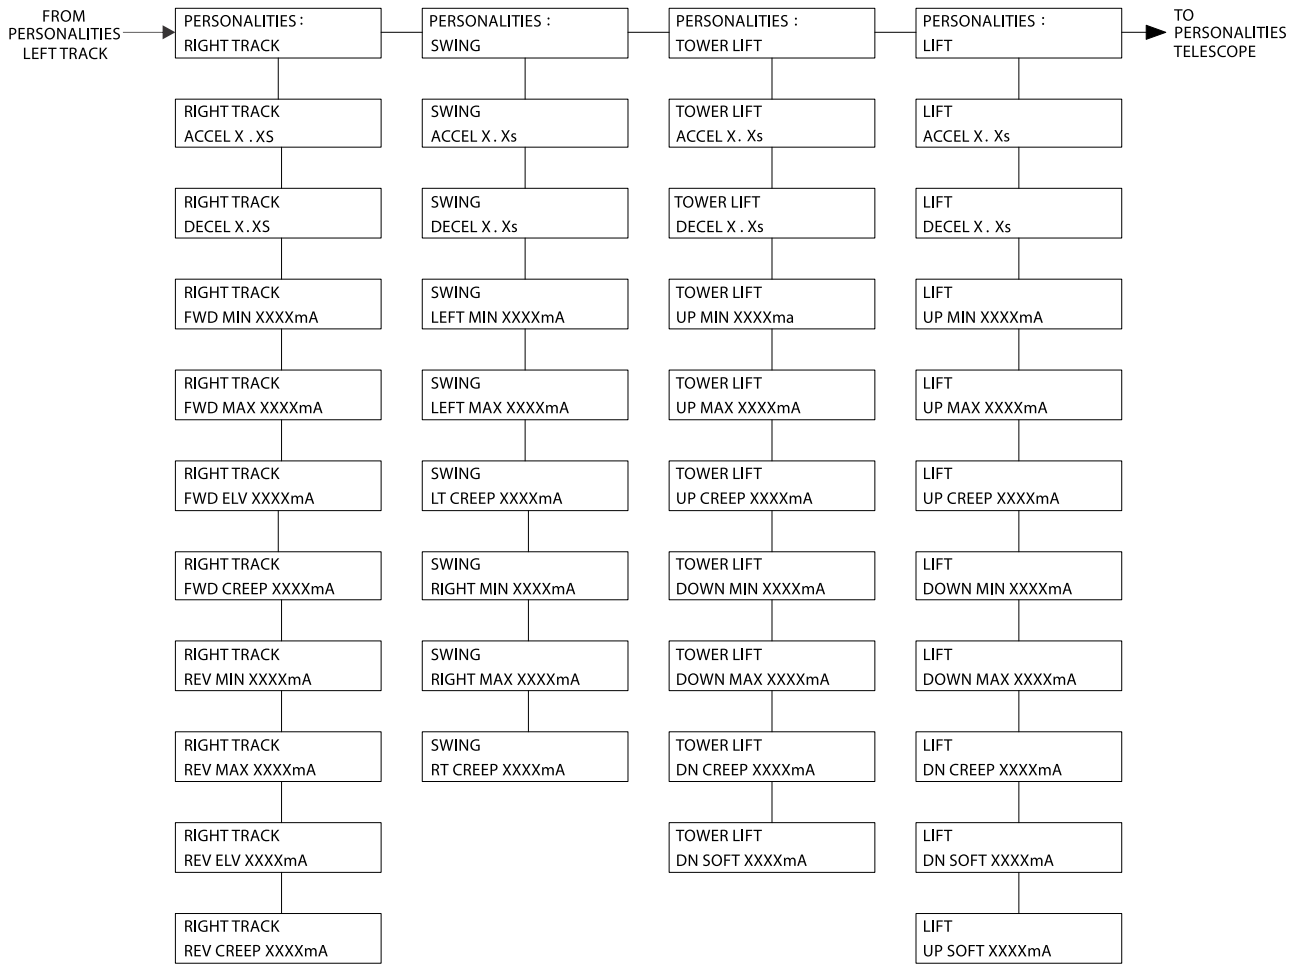 FROM
PERSONALITIES
LEFT TRACK
PERSONALITIES :
RIGHT TRACK
RIGHT TRACK
ACCEL X . XS
RIGHT TRACK
DECEL X . XS
RIGHT TRACK
FWD MIN XXXXmA
RIGHT TRACK
FWD MAX XXXXmA
RIGHT TRACK
FWD ELV XXXXmA
RIGHT TRACK
FWD CREEP XXXXmA
RIGHT TRACK
REV MIN XXXXmA
RIGHT TRACK
REV MAX XXXXmA
RIGHT TRACK
REV ELV XXXXmA
RIGHT TRACK
REV CREEP XXXXmA
PERSONALITIES :
SWING
SWING
ACCEL X . Xs
SWING
DECEL X . Xs
SWING
LEFT MIN XXXXmA
SWING
LEFT MAX XXXXmA
SWING
LT CREEP XXXXmA
SWING
RIGHT MIN XXXXmA
SWING
RIGHT MAX XXXXmA
SWING
RT CREEP XXXXmA
PERSONALITIES :
TOWER LIFT
TOWER LIFT
ACCEL X . Xs
TOWER LIFT
DECEL X . Xs
TOWER LIFT
UP MIN XXXXma
TOWER LIFT
UP MAX XXXXmA
TOWER LIFT
UP CREEP XXXXmA
TOWER LIFT
DOWN MIN XXXXmA
TOWER LIFT
DOWN MAX XXXXmA
TOWER LIFT
DN CREEP XXXXmA
TOWER LIFT
DN SOFT XXXXmA
PERSONALITIES :
LIFT
LIFT
ACCEL X . Xs
LIFT
DECEL X . Xs
LIFT
UP MIN XXXXmA
LIFT
UP MAX XXXXmA
LIFT
UP CREEP XXXXmA
LIFT
DOWN MIN XXXXmA
LIFT
DOWN MAX XXXXmA
LIFT
DN CREEP XXXXmA
LIFT
DN SOFT XXXXmA
LIFT
UP SOFT XXXXmA
TO
PERSONALITIES
TELESCOPE